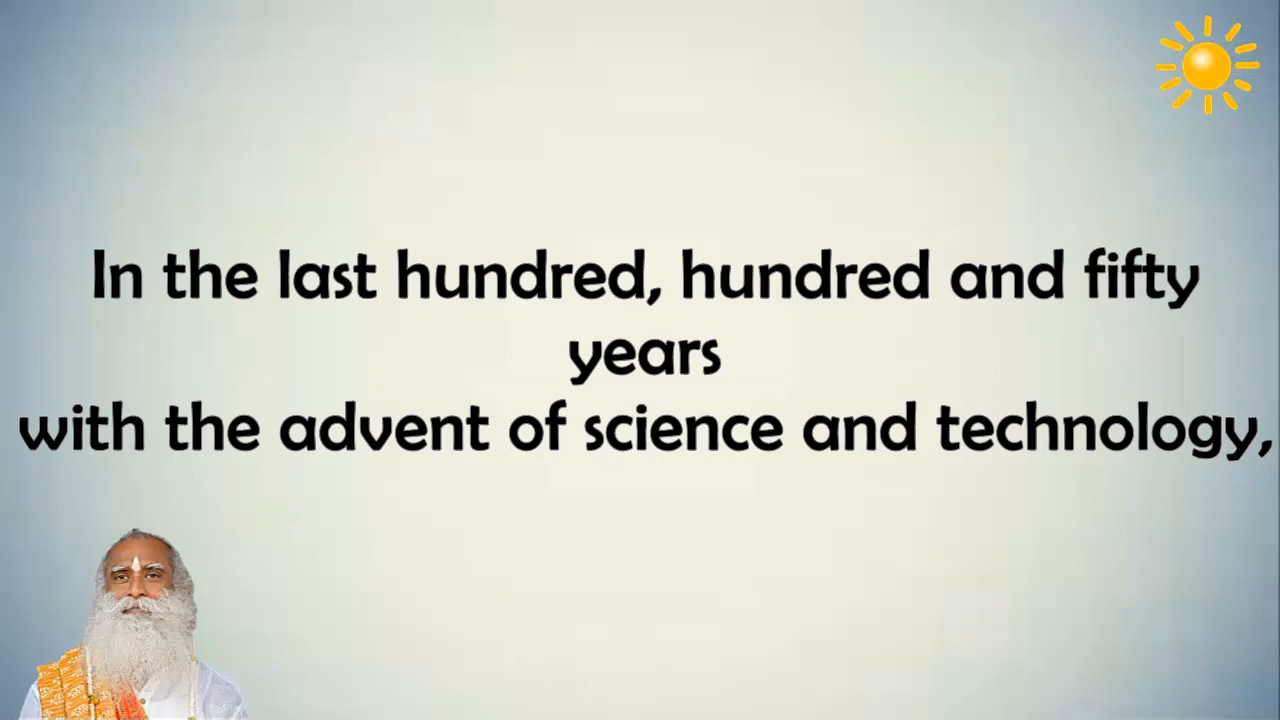 In the last hundred, hundred and fifty
years
with the advent of science and technology,